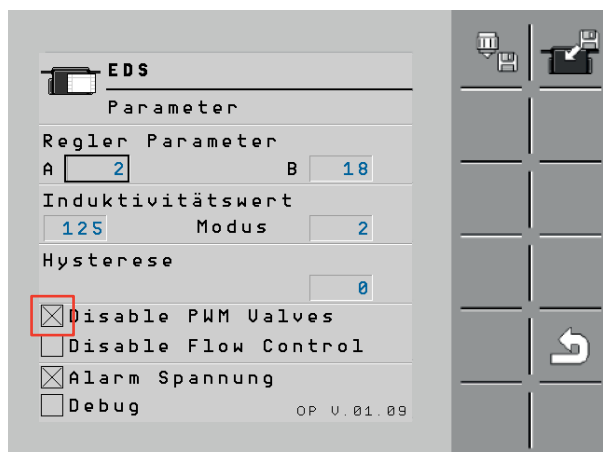 EDS
Parameter
Regler Parameter
A 2 B 18
Induktivitätswert
125 Modus 2
Hysterese
0
Disable PWM Valves
Disable Flow Control
Alarm Spannung
Debug OP V.01.09